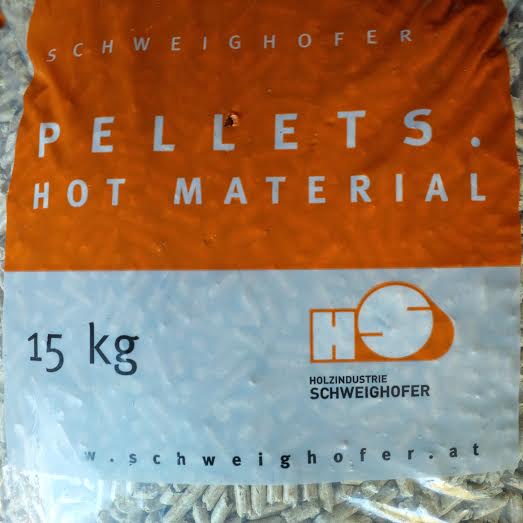 SCHWEIGHOFER
PELLETS.
HOT MATERIAL
15 kg
HS
HOLZINDUSTRIE
SCHWEIGHOFER
w.schweighofer.at